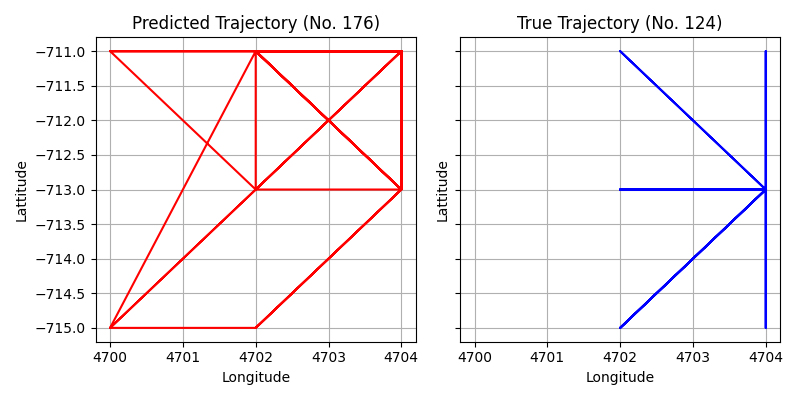 Predicted Trajectory (No. 176)
True Trajectory (No. 124)
−711.0
−711.5
−712.0
−712.5
−713.0
−713.5
−714.0
−714.5
−715.0
Lattitude
Lattitude
4700 4701 4702 4703 4704
4700 4701 4702 4703 4704
Longitude
Longitude